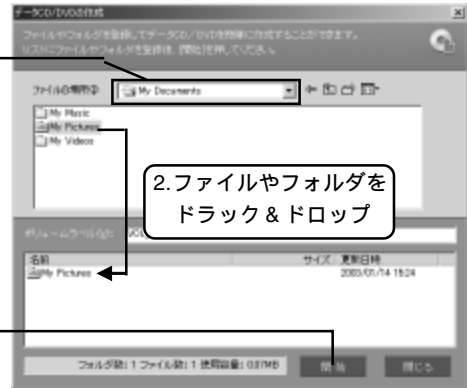 データCD/DVDの作成
ファイルやフォルダを登録してデータCD/DVDを簡単に作成することができます。
リストにファイルやフォルダを登録後、[開始]を押してください。
ファイルの場所(I): My Documents
My Music
My Pictures
My Videos
2.ファイルやフォルダを
ドラック&ドロップ
ボリュームラベル(V):
名前 サイズ 更新日時
My Pictures 2003/01/14 15:24
フォルダ数: 1 ファイル数: 1 使用容量: 0.07MB 開始 閉じる